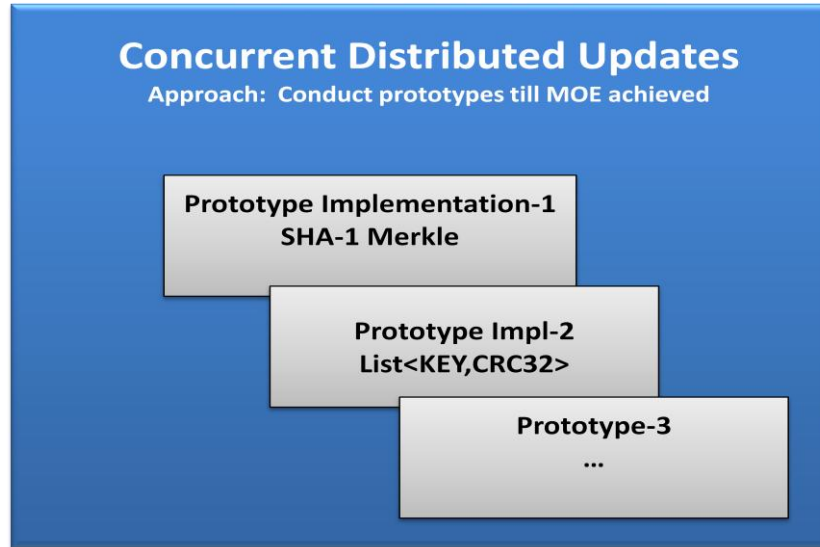 Concurrent Distributed Updates
Approach:  Conduct prototypes till MOE achieved
Prototype Implementation-1
SHA-1 Merkle
Prototype Impl-2
List<KEY,CRC32>
Prototype-3
...